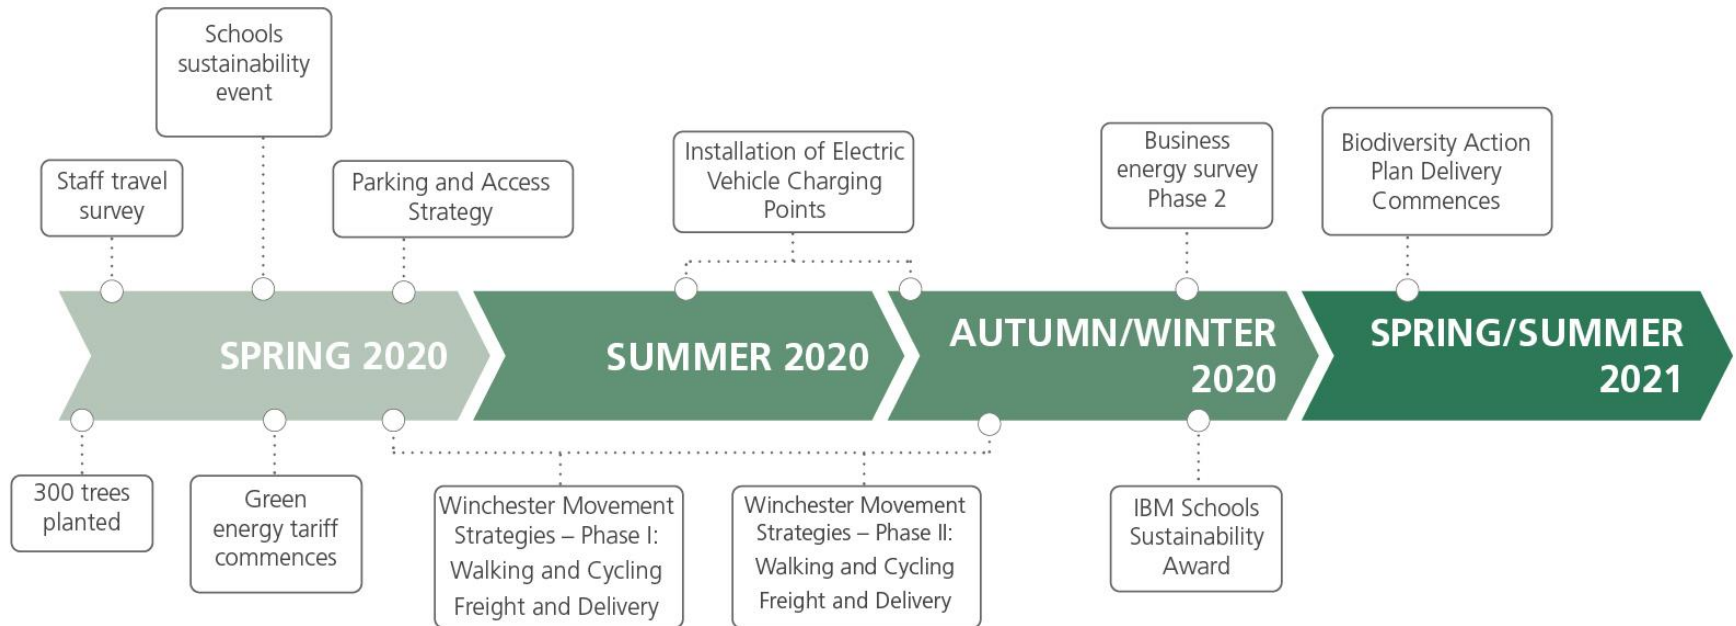 Schools
sustainability
event
Staff travel
survey
Parking and Access
Strategy
Installation of Electric
Vehicle Charging
Points
Business
energy survey
Phase 2
Biodiversity Action
Plan Delivery
Commences
SPRING 2020
SUMMER 2020
AUTUMN/WINTER
2020
SPRING/SUMMER
2021
300 trees
planted
Green
energy tariff
commences
Winchester Movement
Strategies – Phase I:
Walking and Cycling
Freight and Delivery
Winchester Movement
Strategies – Phase II:
Walking and Cycling
Freight and Delivery
IBM Schools
Sustainability
Award